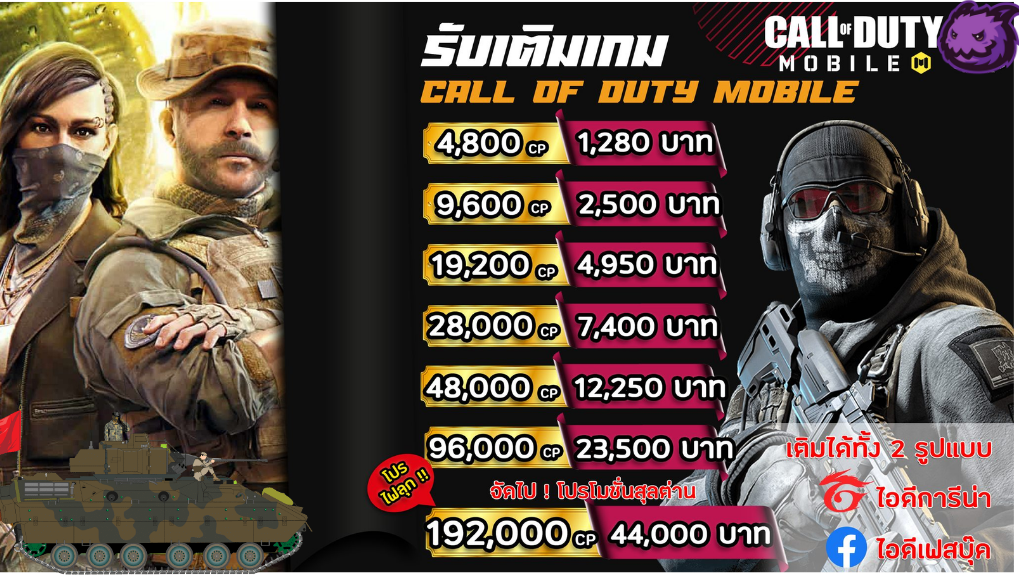 รับเติมเกม
CALL OF DUTY MOBILE
CALL OF DUTY
MOBILE
4,800 CP 1,280 บาท
9,600 CP 2,500 บาท
19,200 CP 4,950 บาท
28,000 CP 7,400 บาท
48,000 CP 12,250 บาท
96,000 CP 23,500 บาท
โปร
ไฟลุก !!
จัดไป ! โปรโมชั่นสุลต่าน
192,000 CP 44,000 บาท
เติมได้ทั้ง 2 รูปแบบ
ไอดีการีน่า
ไอดีเฟสบุ๊ค